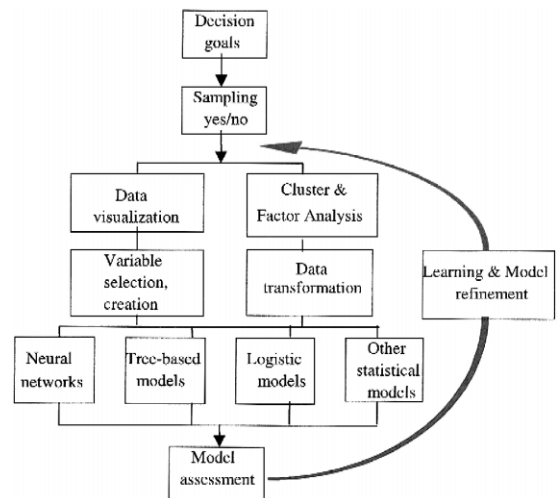 Decision
goals
Sampling
yes/no
Data
visualization
Cluster &
Factor Analysis
Variable
selection,
creation
Data
transformation
Learning & Model
refinement
Neural
networks
Tree-based
models
Logistic
models
Other
statistical
models
Model
assessment